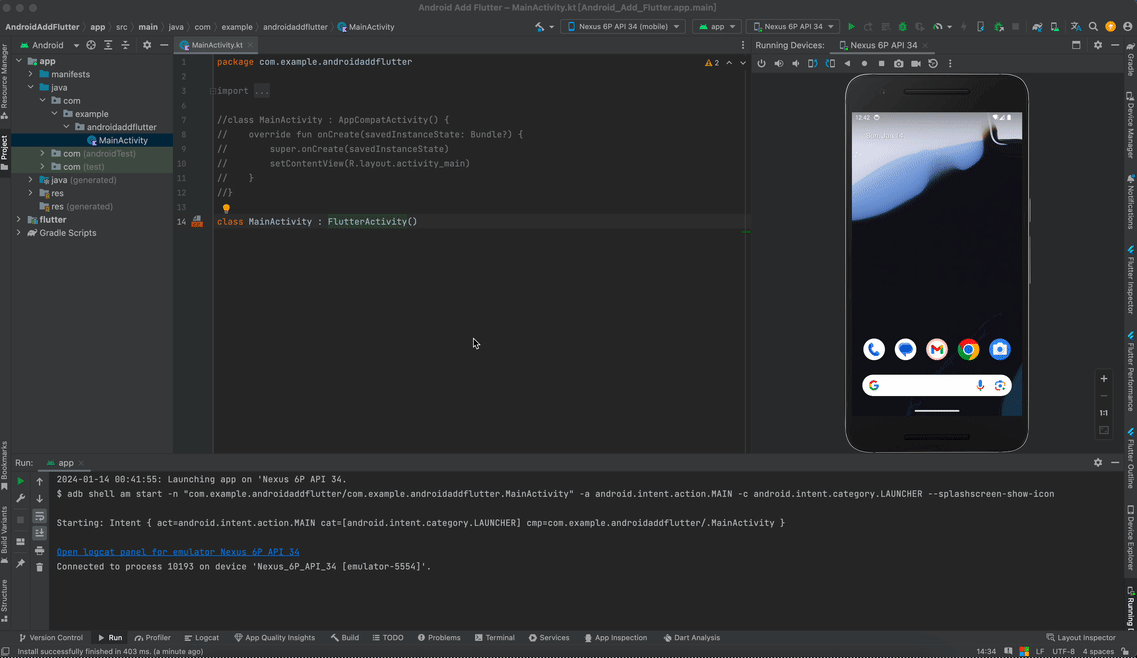 Android Add Flutter – MainActivity.kt [Android_Add_Flutter.app.main]
AndroidAddFlutter app src main java com example androidaddflutter MainActivity
Nexus 6P API 34 (mobile) app Nexus 6P API 34
Android
MainActivity.kt
Running Devices: Nexus 6P API 34
app
manifests
java
com
example
androidaddflutter
MainActivity
com (androidTest)
com (test)
java (generated)
res
res (generated)
flutter
Gradle Scripts
1 package com.example.androidaddflutter
2
3 import ...
6
7 //class MainActivity : AppCompatActivity() {
8 //    override fun onCreate(savedInstanceState: Bundle?) {
9 //        super.onCreate(savedInstanceState)
10 //        setContentView(R.layout.activity_main)
11 //    }
12 //}
13
14 class MainActivity : FlutterActivity()
2
12:42
Sun, Jan 14
1:1
Resource Manager
Project
Bookmarks
Build Variants
Structure
Gradle
Device Manager
Notifications
Flutter Inspector
Flutter Performance
Flutter Outline
Device Explorer
Running
Run: app
2024-01-14 00:41:55: Launching app on 'Nexus 6P API 34.
$ adb shell am start -n "com.example.androidaddflutter/com.example.androidaddflutter.MainActivity" -a android.intent.action.MAIN -c android.intent.category.LAUNCHER --splashscreen-show-icon
Starting: Intent { act=android.intent.action.MAIN cat=[android.intent.category.LAUNCHER] cmp=com.example.androidaddflutter/.MainActivity }
Open logcat panel for emulator Nexus 6P API 34
Connected to process 10193 on device 'Nexus_6P_API_34 [emulator-5554]'.
Version Control Run Profiler Logcat App Quality Insights Build TODO Problems Terminal Services App Inspection Dart Analysis Layout Inspector
Install successfully finished in 403 ms. (a minute ago) 14:34 LF UTF-8 4 spaces